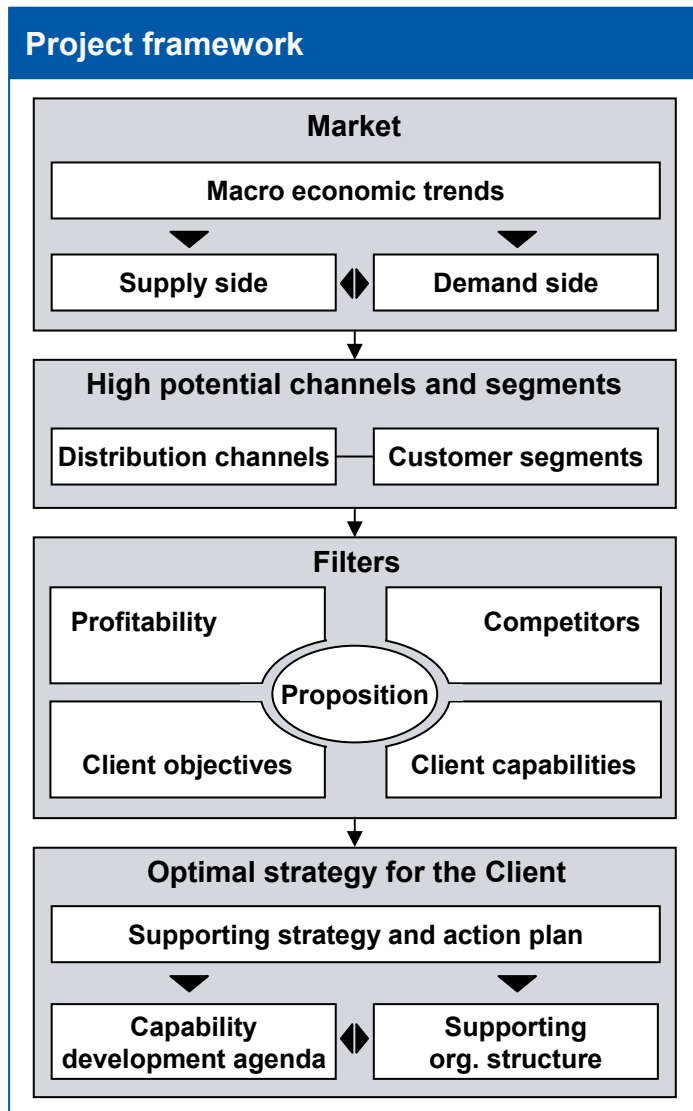 Project framework
Market
Macro economic trends
Supply side
Demand side
High potential channels and segments
Distribution channels
Customer segments
Filters
Profitability
Competitors
Proposition
Client objectives
Client capabilities
Optimal strategy for the Client
Supporting strategy and action plan
Capability
development agenda
Supporting
org. structure